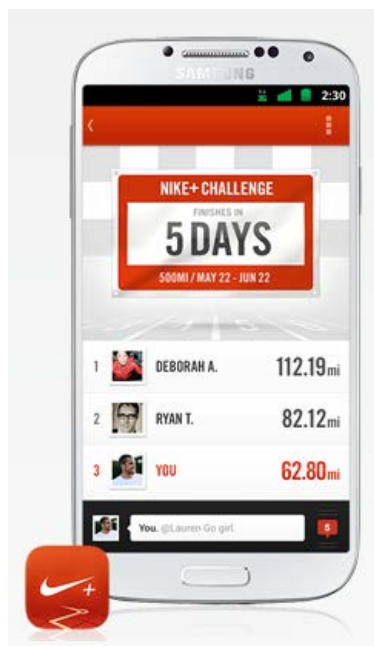 SAMSUNG
2:30
NIKE+ CHALLENGE
FINISHES IN
5 DAYS
500MI / MAY 22 - JUN 22
1 DEBORAH A. 112.19mi
2 RYAN T. 82.12mi
3 YOU 62.80mi
You. @Lauren Go girl
5